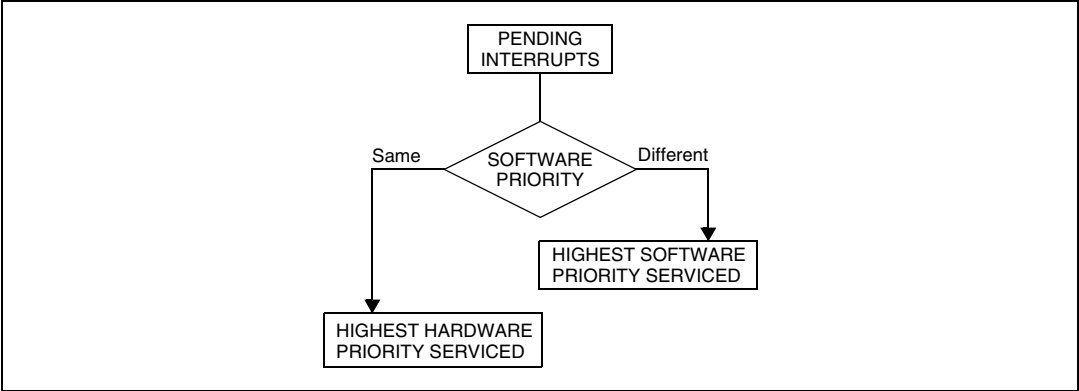 PENDING
INTERRUPTS
Same
SOFTWARE
PRIORITY
Different
HIGHEST SOFTWARE
PRIORITY SERVICED
HIGHEST HARDWARE
PRIORITY SERVICED